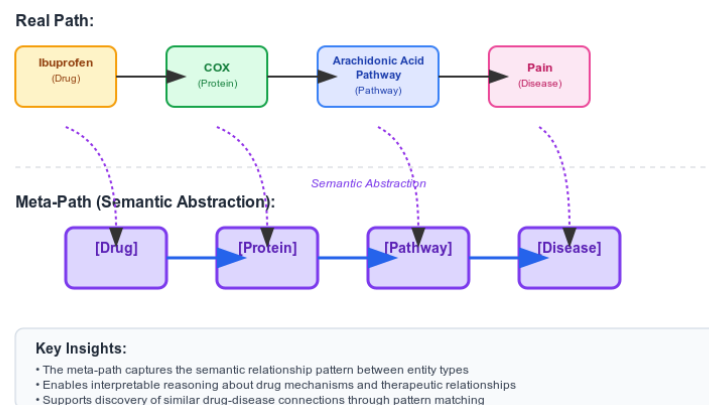 Real Path:
Ibuprofen
(Drug)
COX
(Protein)
Arachidonic Acid
Pathway
(Pathway)
Pain
(Disease)
Semantic Abstraction
Meta-Path (Semantic Abstraction):
[Drug]
[Protein]
[Pathway]
[Disease]
Key Insights:
• The meta-path captures the semantic relationship pattern between entity types
• Enables interpretable reasoning about drug mechanisms and therapeutic relationships
• Supports discovery of similar drug-disease connections through pattern matching